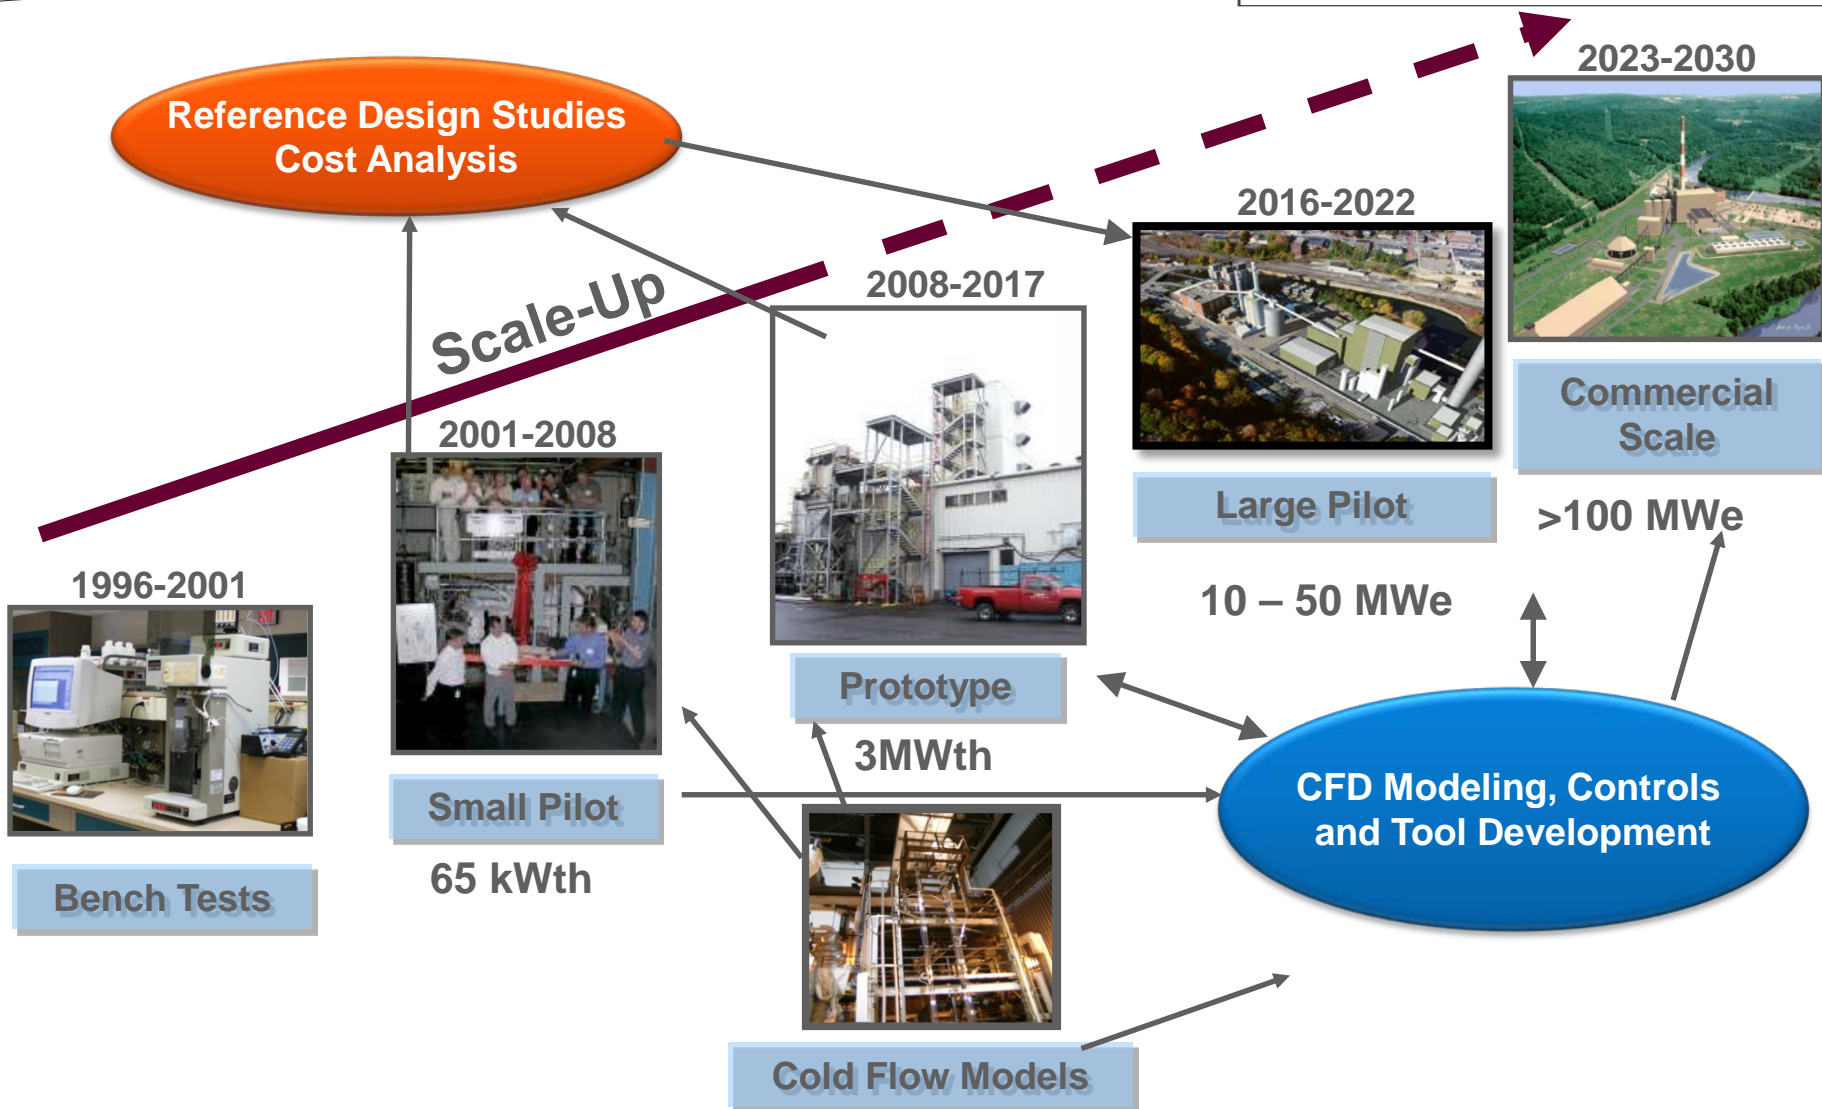 2023-2030
Reference Design Studies
Cost Analysis
2016-2022
Scale-Up
2008-2017
Commercial
Scale
2001-2008
Large Pilot
>100 MWe
1996-2001
10 – 50 MWe
Prototype
3MWth
CFD Modeling, Controls
and Tool Development
Small Pilot
65 kWth
Bench Tests
Cold Flow Models